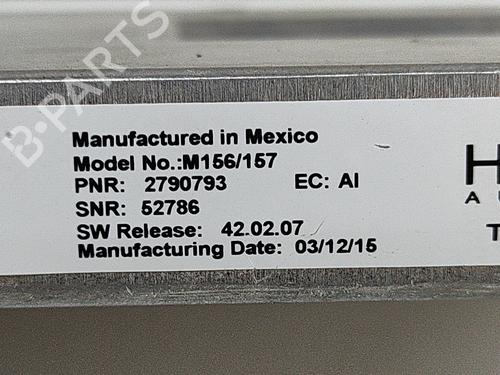 B-PARTS
Manufactured in Mexico
Model No.:M156/157
PNR: 2790793 EC: AI
SNR: 52786
SW Release: 42.02.07
Manufacturing Date: 03/12/15